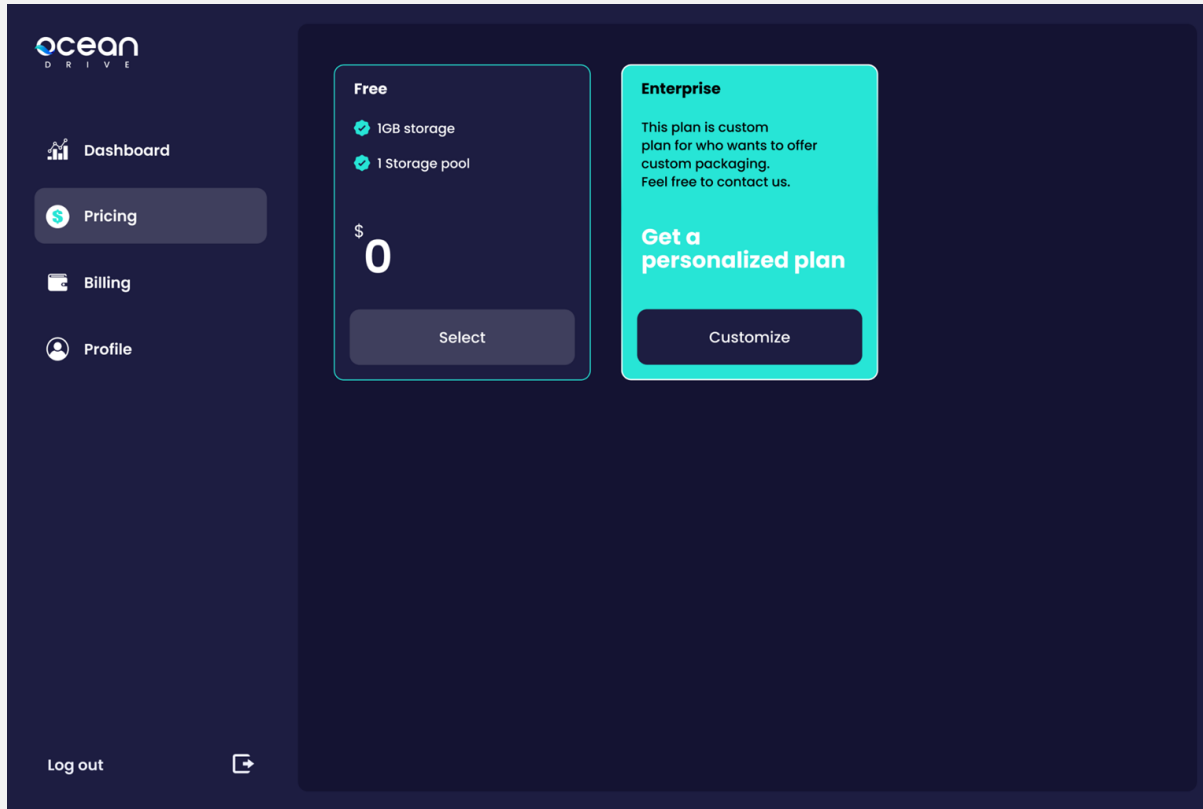 ocean
DRIVE
Dashboard
Pricing
Billing
Profile
Log out
Free
1GB storage
1 Storage pool
$
0
Select
Enterprise
This plan is custom
plan for who wants to offer
custom packaging.
Feel free to contact us.
Get a
personalized plan
Customize